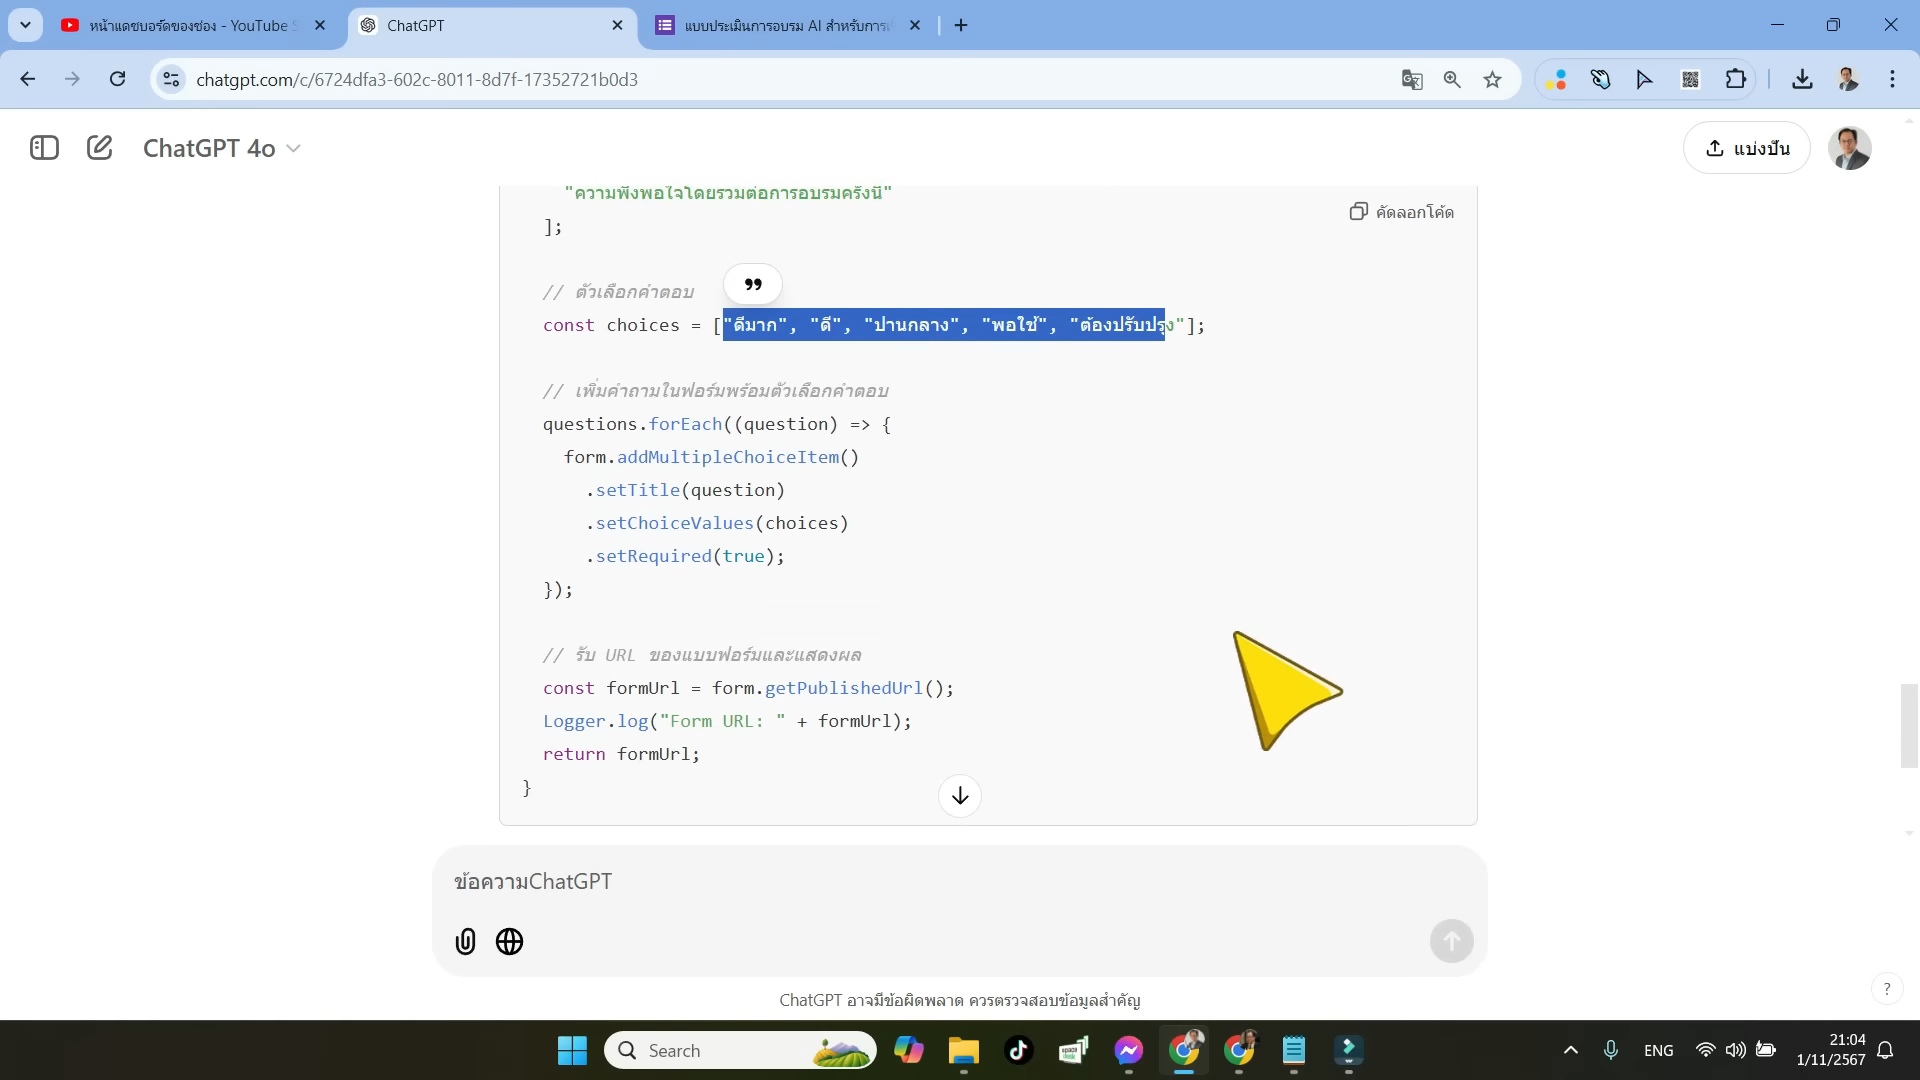 หน้าแดชบอร์ดของช่อง - YouTube
ChatGPT
แบบประเมินการอบรม AI สำหรับการ
chatgpt.com/c/6724dfa3-602c-8011-8d7f-17352721b0d3
ChatGPT 4o
แบ่งปัน
"ความพึงพอใจโดยรวมต่อการอบรมครั้งนี้"
];
คัดลอกโค้ด
// ตัวเลือกคำตอบ
const choices = ["ดีมาก", "ดี", "ปานกลาง", "พอใช้", "ต้องปรับปรุง"];
// เพิ่มคำถามในฟอร์มพร้อมตัวเลือกคำตอบ
questions.forEach((question) => {
form.addMultipleChoiceItem()
.setTitle(question)
.setChoiceValues(choices)
.setRequired(true);
});
// รับ URL ของแบบฟอร์มและแสดงผล
const formUrl = form.getPublishedUrl();
Logger.log("Form URL: " + formUrl);
return formUrl;
}
ข้อความChatGPT
ChatGPT อาจมีข้อผิดพลาด ควรตรวจสอบข้อมูลสำคัญ
?
Search
ENG
21:04
1/11/2567